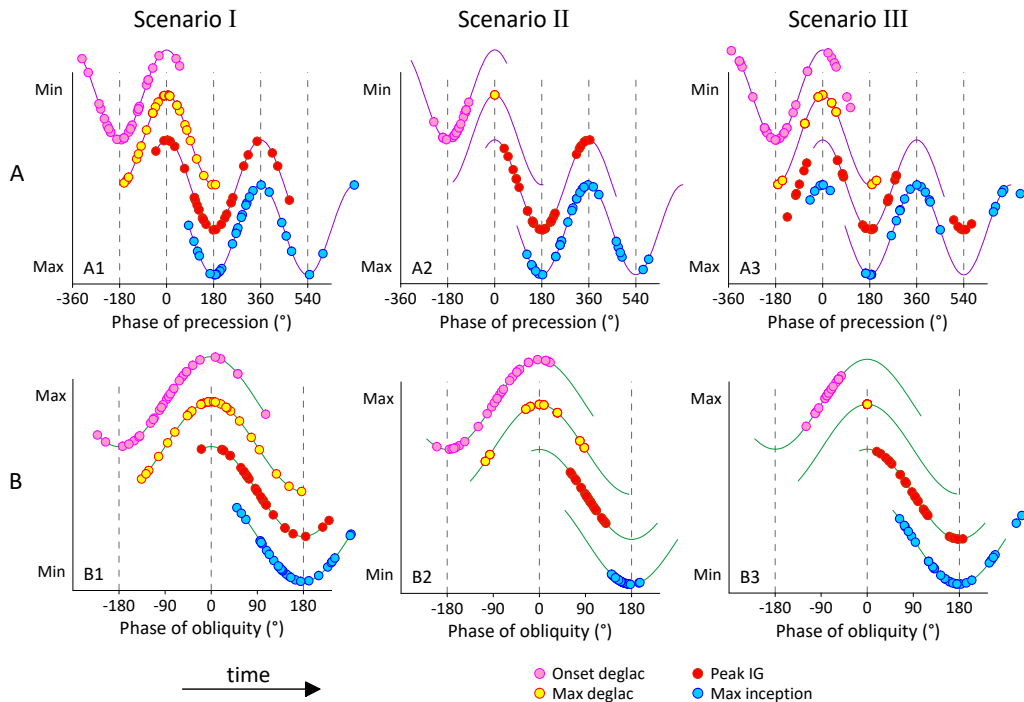 Scenario I Scenario II Scenario III
Min Min Min
A
Max A1 Max A2 Max A3
-360 -180 0 180 360 540 -360 -180 0 180 360 540 -360 -180 0 180 360 540
Phase of precession (°) Phase of precession (°) Phase of precession (°)
Max Max Max
B
Min B1 Min B2 Min B3
-180 -90 0 90 180 -180 -90 0 90 180 -180 -90 0 90 180
Phase of obliquity (°) Phase of obliquity (°) Phase of obliquity (°)
time
Onset deglac Peak IG
Max deglac Max inception